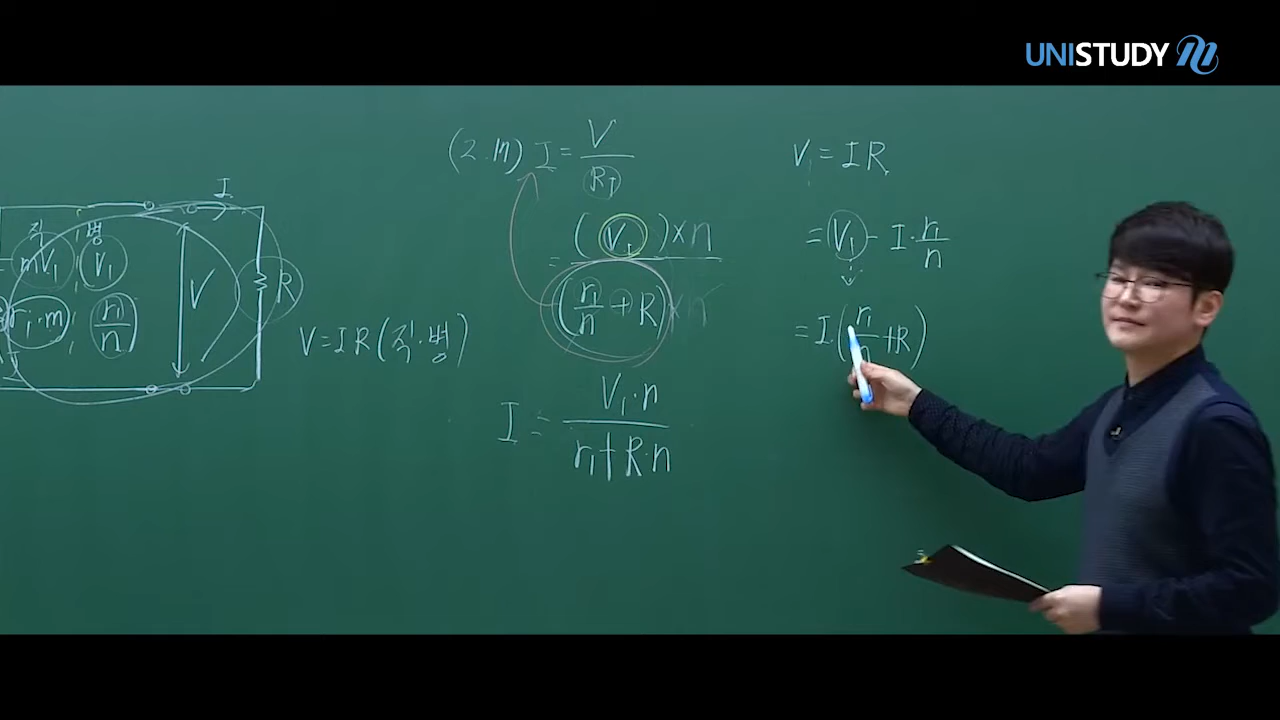 UNISTUDY
I
직 병
mV₁ ; V₁
r₁·m ; r₁/n
V
R
I
V=IR(직·병)
(2.m) I = V/R_T
= (V₁)×n / (r₁/n + R)×n
I = V₁·n / r₁+R·n
V = IR
= V₁ - I·r₁/n
= I·(r₁/n + R)